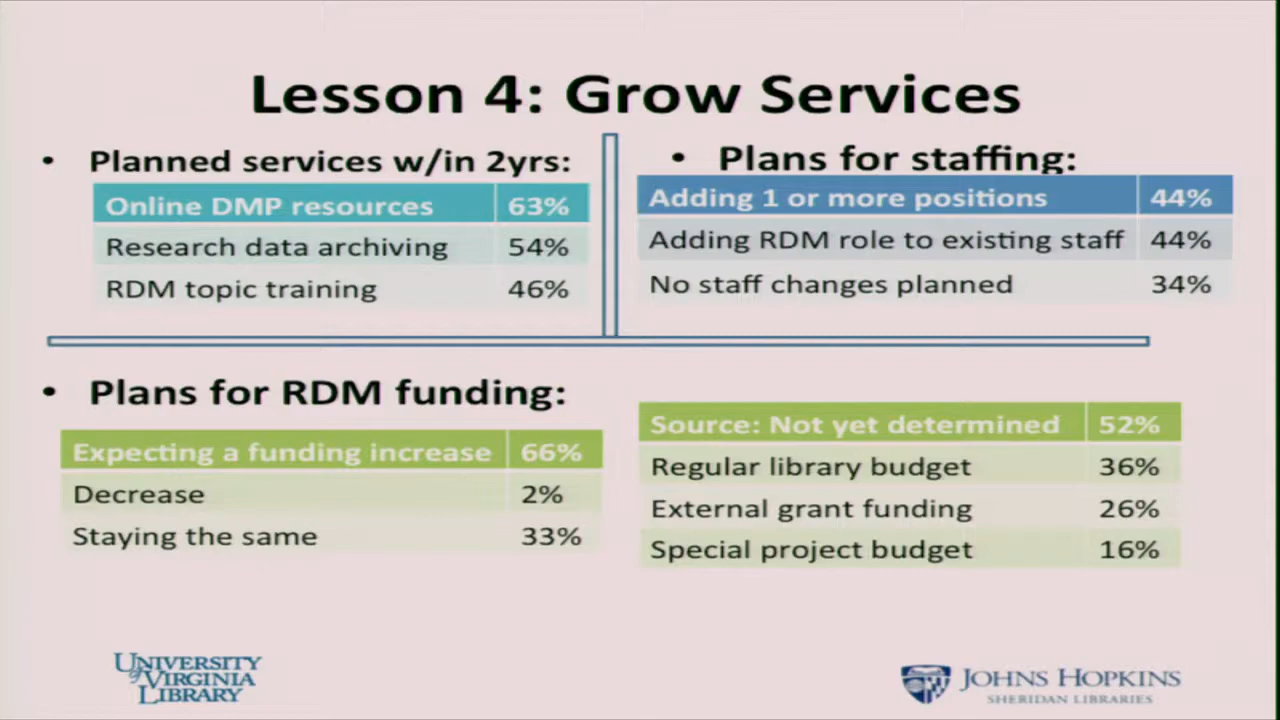 Lesson 4: Grow Services
• Planned services w/in 2yrs:
Online DMP resources 63%
Research data archiving 54%
RDM topic training 46%
• Plans for staffing:
Adding 1 or more positions 44%
Adding RDM role to existing staff 44%
No staff changes planned 34%
• Plans for RDM funding:
Expecting a funding increase 66%
Decrease 2%
Staying the same 33%
Source: Not yet determined 52%
Regular library budget 36%
External grant funding 26%
Special project budget 16%
UNIVERSITY
of VIRGINIA
LIBRARY
JOHNS HOPKINS
SHERIDAN LIBRARIES